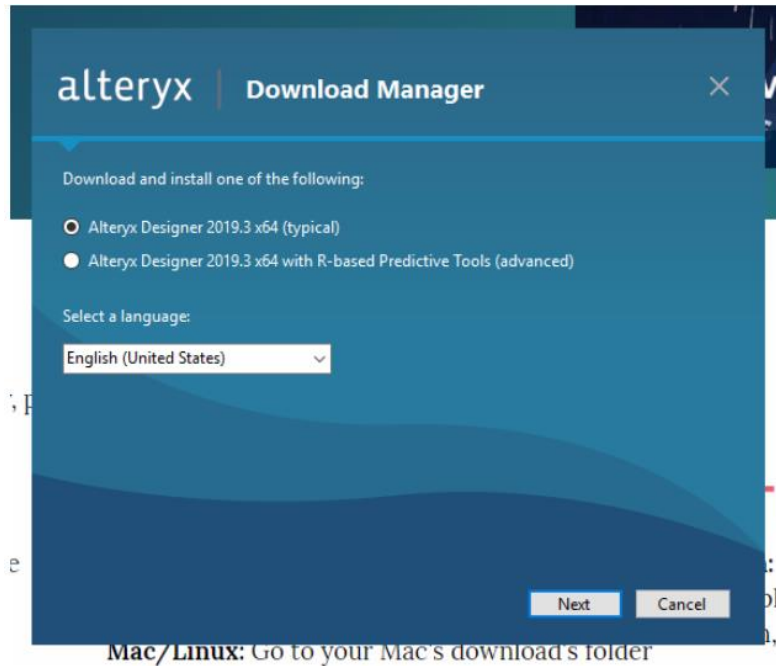 alteryx | Download Manager
Download and install one of the following:
Alteryx Designer 2019.3 x64 (typical)
Alteryx Designer 2019.3 x64 with R-based Predictive Tools (advanced)
Select a language:
English (United States)
Next Cancel
Mac/Linux: Go to your Mac's download's folder